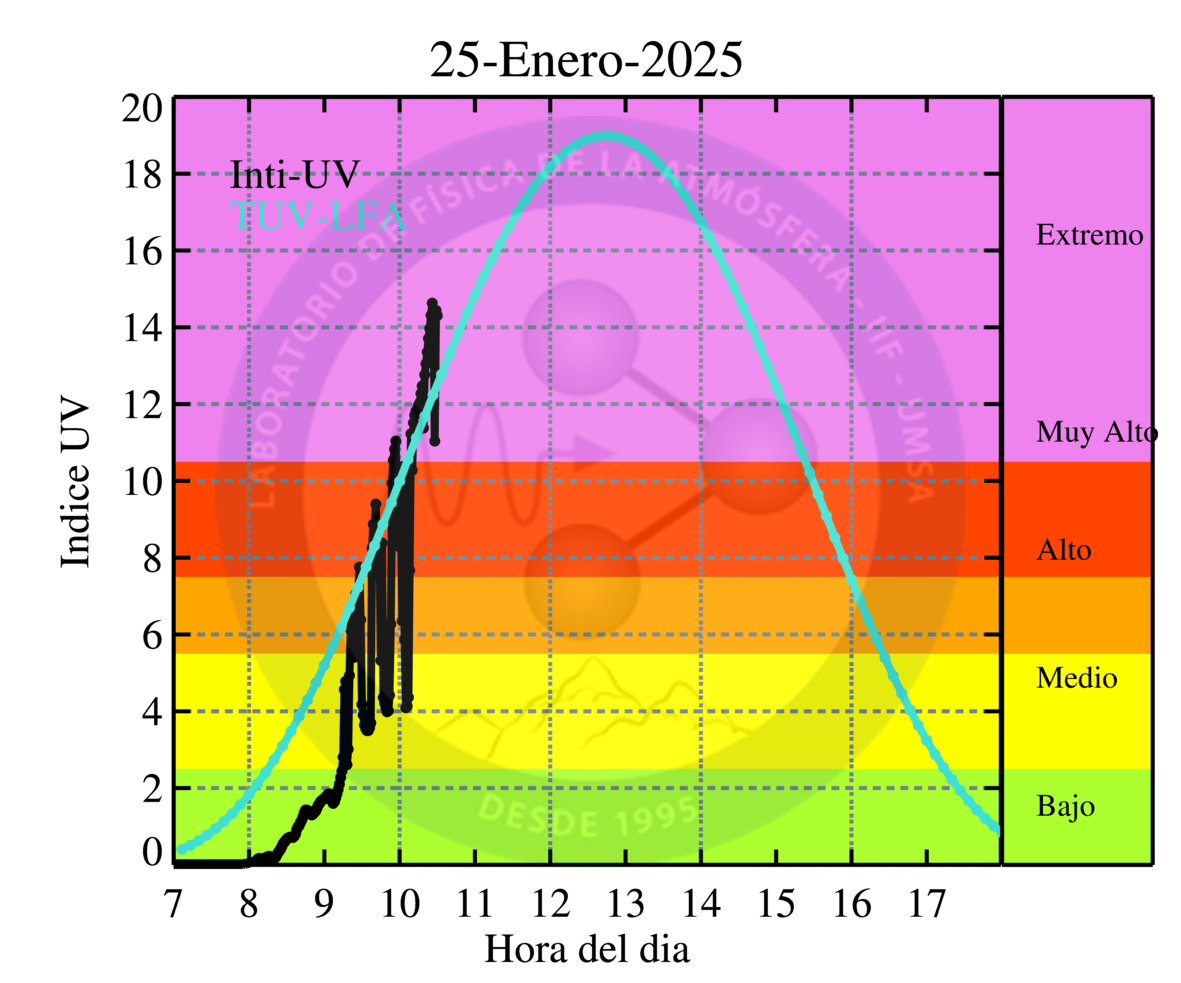 25-Enero-2025
Indice UV
20
18
16
14
12
10
8
6
4
2
0
Inti-UV
TUV-LFA
LABORATORIO DE FÍSICA DE LA ATMÓSFERA - IIF - UMSA
DESDE 1995
Extremo
Muy Alto
Alto
Medio
Bajo
7 8 9 10 11 12 13 14 15 16 17
Hora del dia